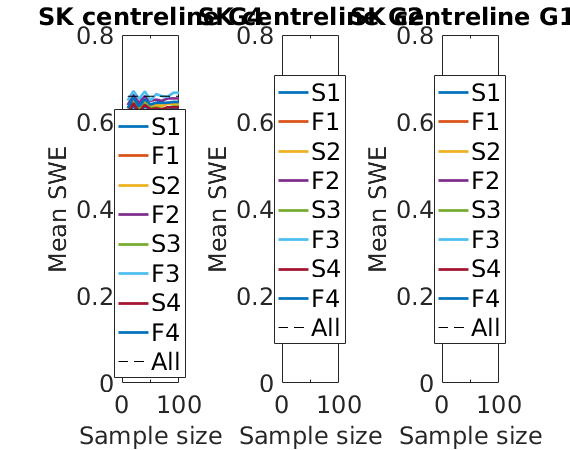 SK centreline G4
SK centreline G2
SK centreline G1
0.8
0.6
0.4
0.2
0
Mean SWE
S1
F1
S2
F2
S3
F3
S4
F4
All
0
100
Sample size
0.8
0.6
0.4
0.2
0
Mean SWE
S1
F1
S2
F2
S3
F3
S4
F4
All
0
100
Sample size
0.8
0.6
0.4
0.2
0
Mean SWE
S1
F1
S2
F2
S3
F3
S4
F4
All
0
100
Sample size